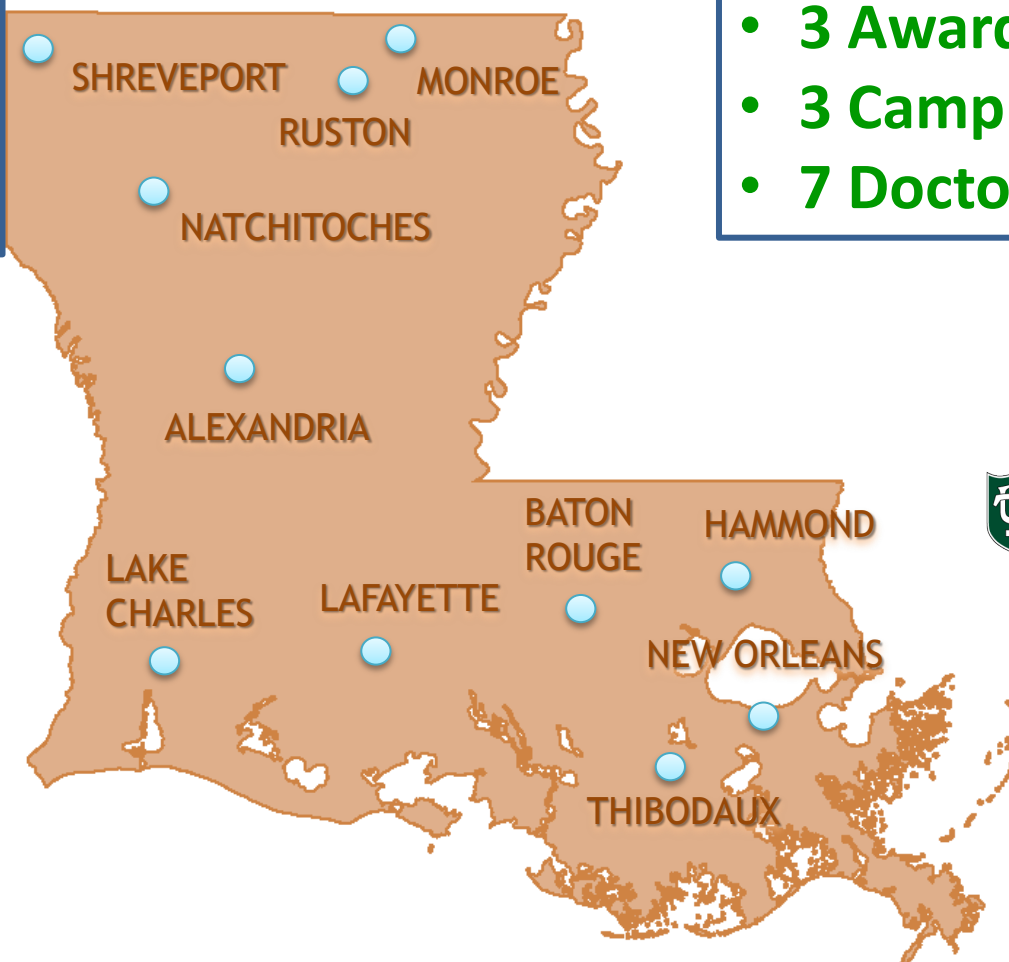 • 3 Award
• 3 Camp
• 7 Docto
SHREVEPORT
MONROE
RUSTON
NATCHITOCHES
ALEXANDRIA
BATON
ROUGE
HAMMOND
LAKE
CHARLES
LAFAYETTE
NEW ORLEANS
THIBODAUX